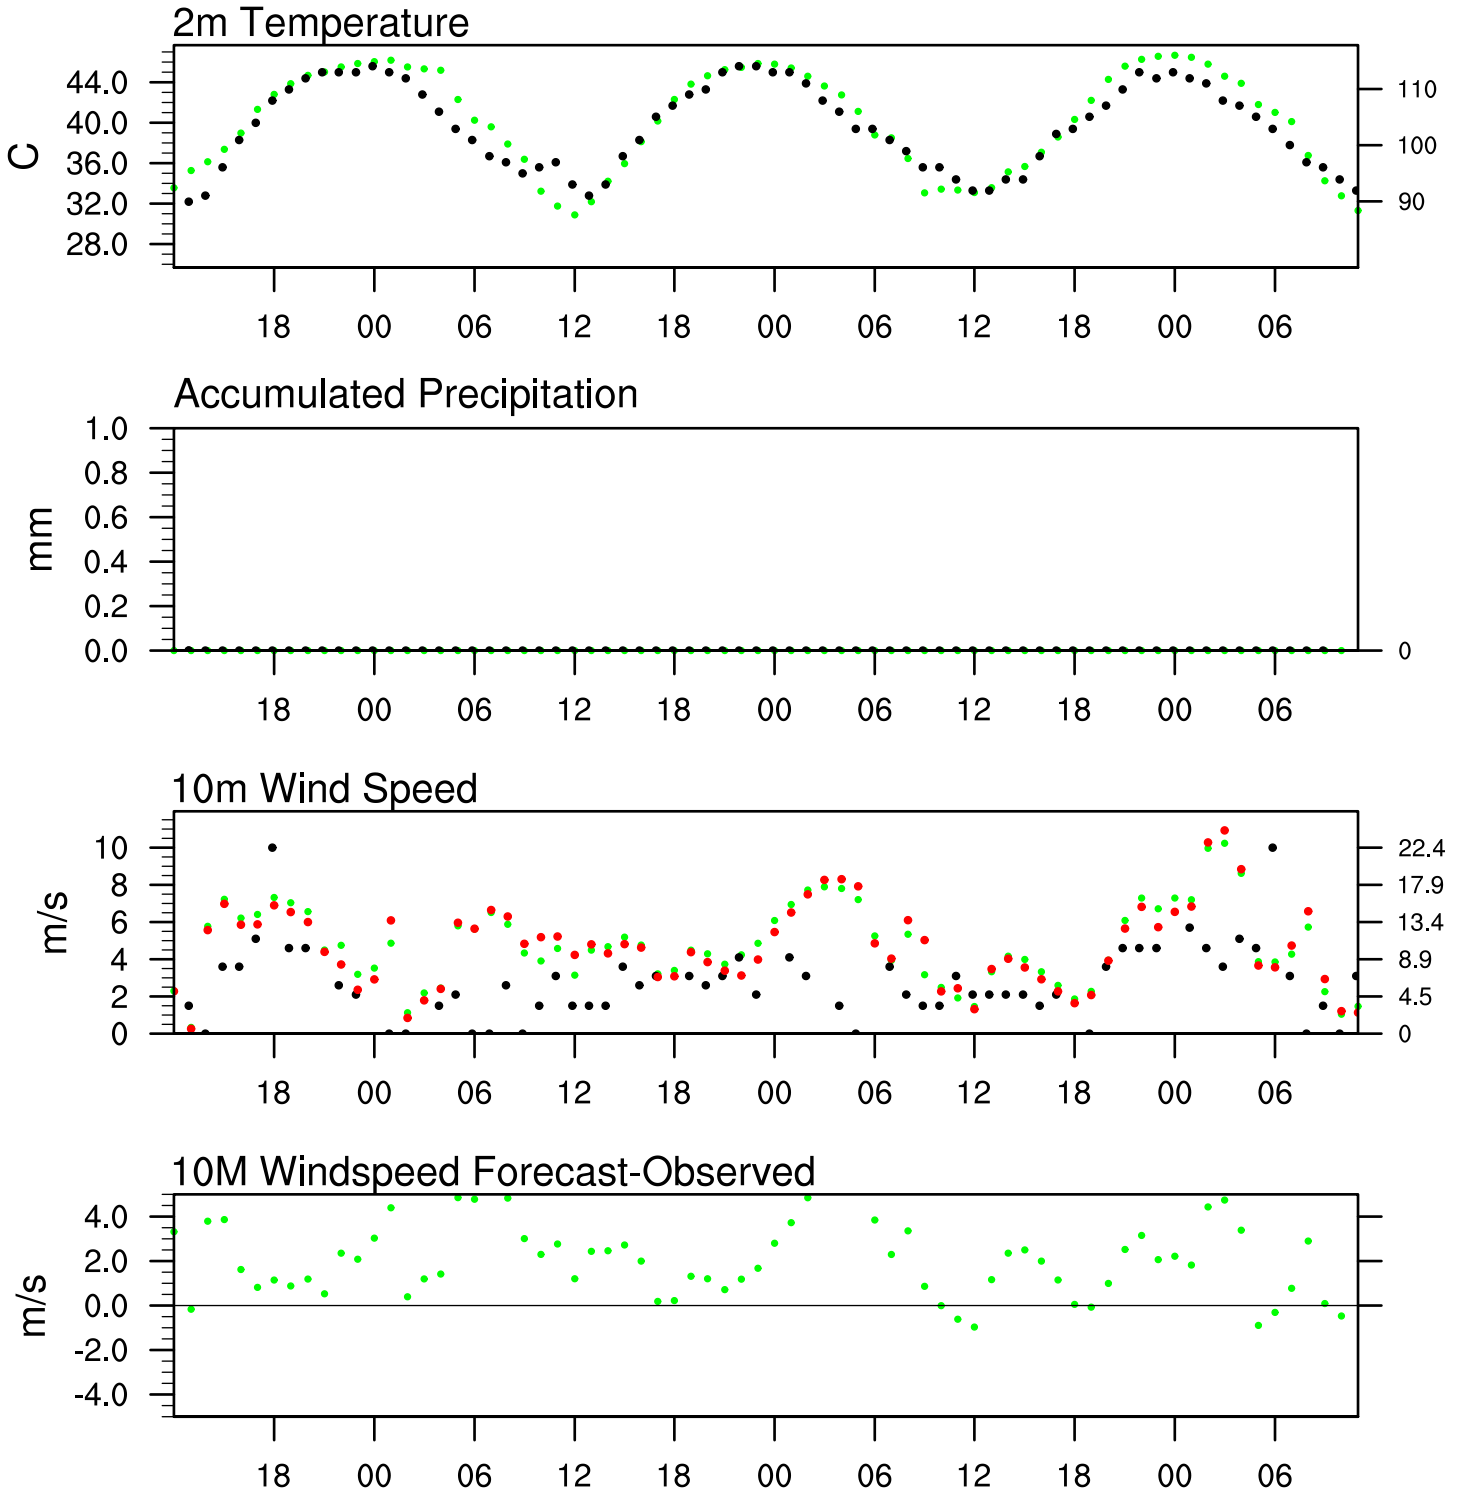 2m Temperature
44.0
40.0
36.0
32.0
28.0
C
110
100
90
18 00 06 12 18 00 06 12 18 00 06
Accumulated Precipitation
1.0
0.8
0.6
0.4
0.2
0.0
mm
0
18 00 06 12 18 00 06 12 18 00 06
10m Wind Speed
10
8
6
4
2
0
m/s
22.4
17.9
13.4
8.9
4.5
0
18 00 06 12 18 00 06 12 18 00 06
10M Windspeed Forecast-Observed
4.0
2.0
0.0
-2.0
-4.0
m/s
18 00 06 12 18 00 06 12 18 00 06